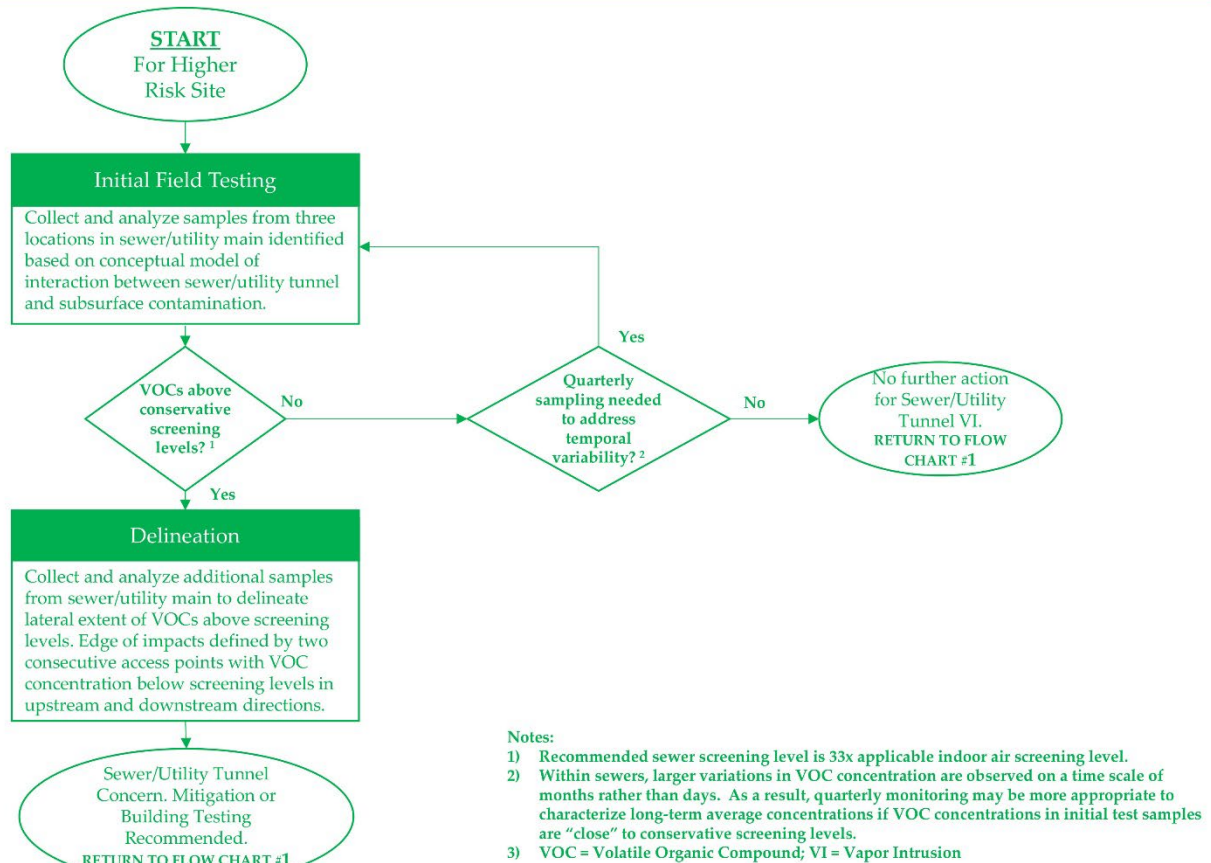 START
For Higher
Risk Site
Initial Field Testing
Collect and analyze samples from three
locations in sewer/utility main identified
based on conceptual model of
interaction between sewer/utility tunnel
and subsurface contamination.
VOCs above
conservative
screening
levels? 1
No
Yes
Quarterly
sampling needed
to address
temporal
variability? 2
Yes
No
No further action
for Sewer/Utility
Tunnel VI.
RETURN TO FLOW
CHART #1
Delineation
Collect and analyze additional samples
from sewer/utility main to delineate
lateral extent of VOCs above screening
levels. Edge of impacts defined by two
consecutive access points with VOC
concentration below screening levels in
upstream and downstream directions.
Sewer/Utility Tunnel
Concern. Mitigation or
Building Testing
Recommended.
RETURN TO FLOW CHART #1
Notes:
1) Recommended sewer screening level is 33x applicable indoor air screening level.
2) Within sewers, larger variations in VOC concentration are observed on a time scale of
months rather than days. As a result, quarterly monitoring may be more appropriate to
characterize long-term average concentrations if VOC concentrations in initial test samples
are “close” to conservative screening levels.
3) VOC = Volatile Organic Compound; VI = Vapor Intrusion